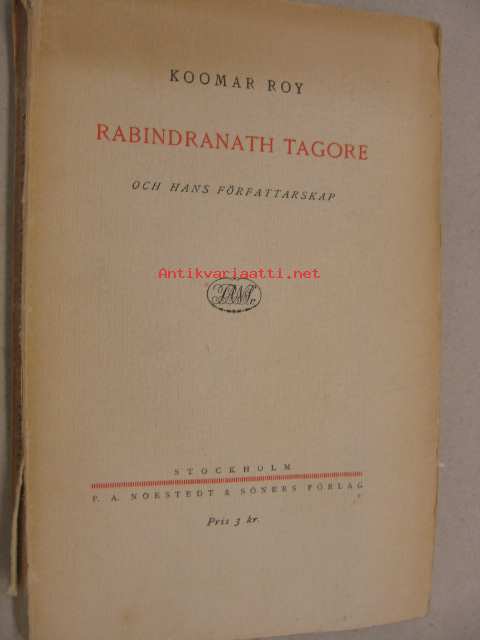 KOOMAR ROY
RABINDRANATH TAGORE
OCH HANS FÖRFATTARSKAP
Antikvariaatti.net
STOCKHOLM
P. A. NORSTEDT & SÖNERS FÖRLAG
Pris 3 kr.